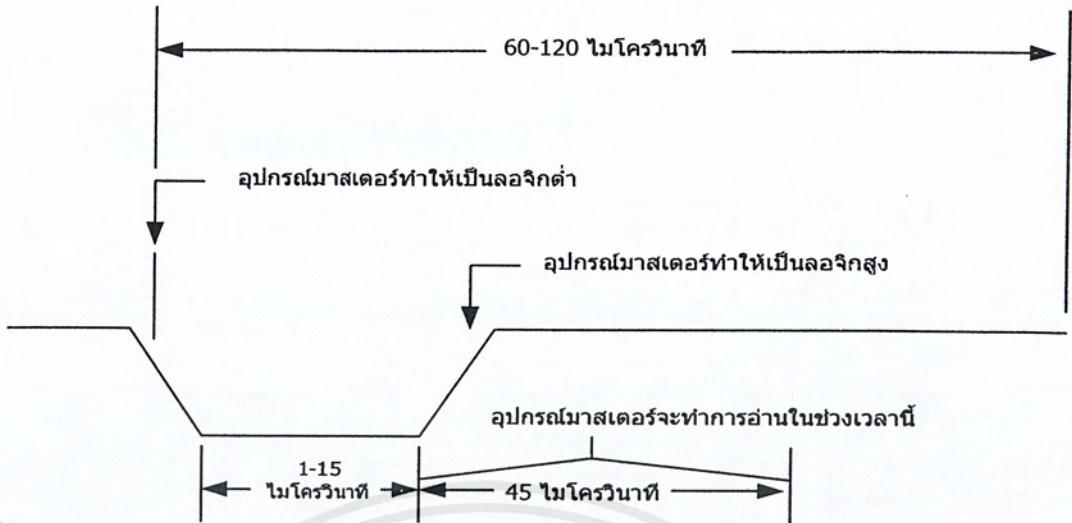 60-120 ไมโครวินาที
อุปกรณ์มาสเตอร์ทำให้เป็นลอจิกต่ำ
อุปกรณ์มาสเตอร์ทำให้เป็นลอจิกสูง
อุปกรณ์มาสเตอร์จะทำการอ่านในช่วงเวลานี้
1-15
ไมโครวินาที
45 ไมโครวินาที